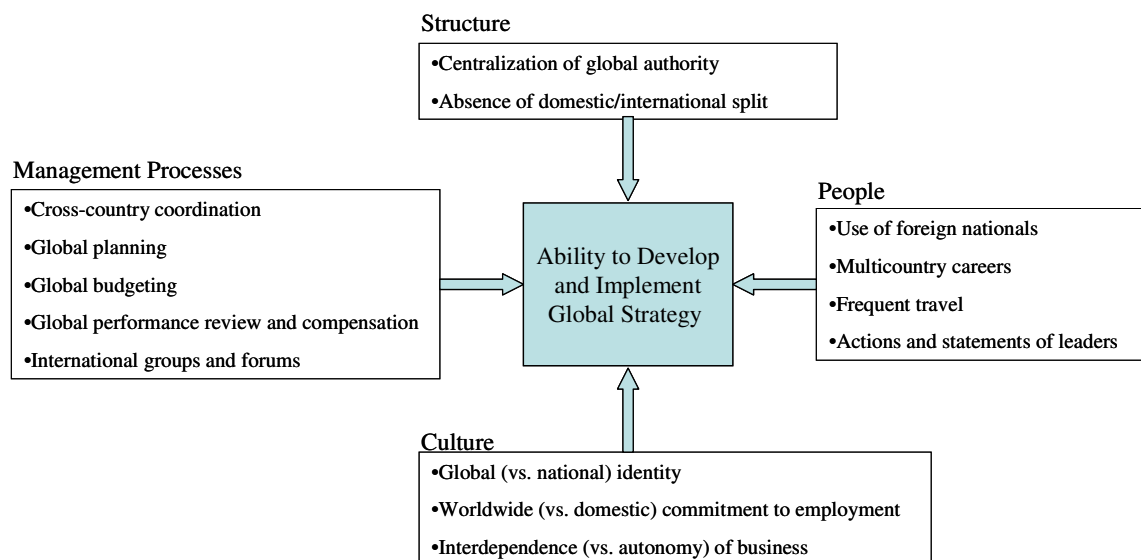 Structure
•Centralization of global authority
•Absence of domestic/international split
Management Processes
•Cross-country coordination
•Global planning
•Global budgeting
•Global performance review and compensation
•International groups and forums
Ability to Develop
and Implement
Global Strategy
People
•Use of foreign nationals
•Multicountry careers
•Frequent travel
•Actions and statements of leaders
Culture
•Global (vs. national) identity
•Worldwide (vs. domestic) commitment to employment
•Interdependence (vs. autonomy) of business